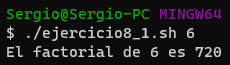 Sergio@Sergio-PC MINGW64
$ ./ejercicio8_1.sh 6
El factorial de 6 es 720